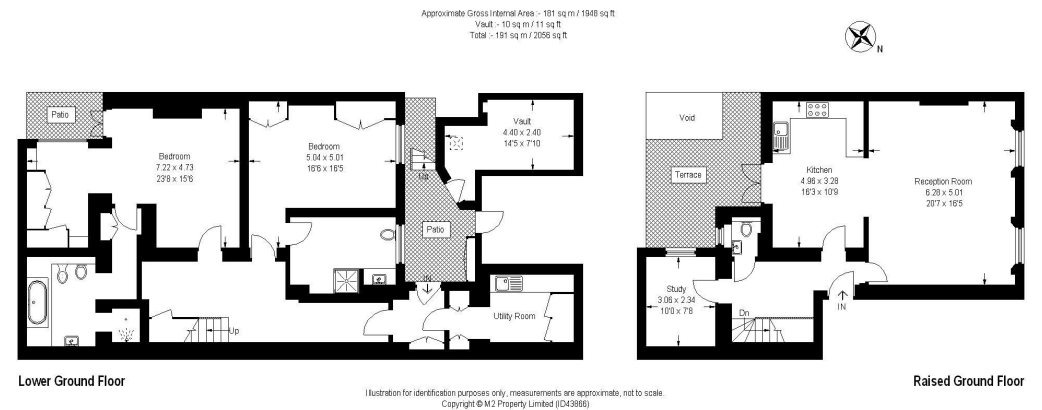 Approximate Gross Internal Area :- 181 sq m / 1948 sq ft
Vault :- 10 sq m / 11 sq ft
Total :- 191 sq m / 2056 sq ft
N
Patio
Bedroom
7.22 x 4.73
23'8 x 15'6
Bedroom
5.04 x 5.01
16'6 x 16'5
Vault
4.40 x 2.40
14'5 x 7'10
Up
Patio
IN
Utility Room
Up
Void
Terrace
Kitchen
4.96 x 3.28
16'3 x 10'9
Reception Room
6.28 x 5.01
20'7 x 16'5
Study
3.06 x 2.34
10'0 x 7'8
Dn
IN
Lower Ground Floor
Raised Ground Floor
Illustration for identification purposes only, measurements are approximate, not to scale.
Copyright © M2 Property Limited (ID43866)